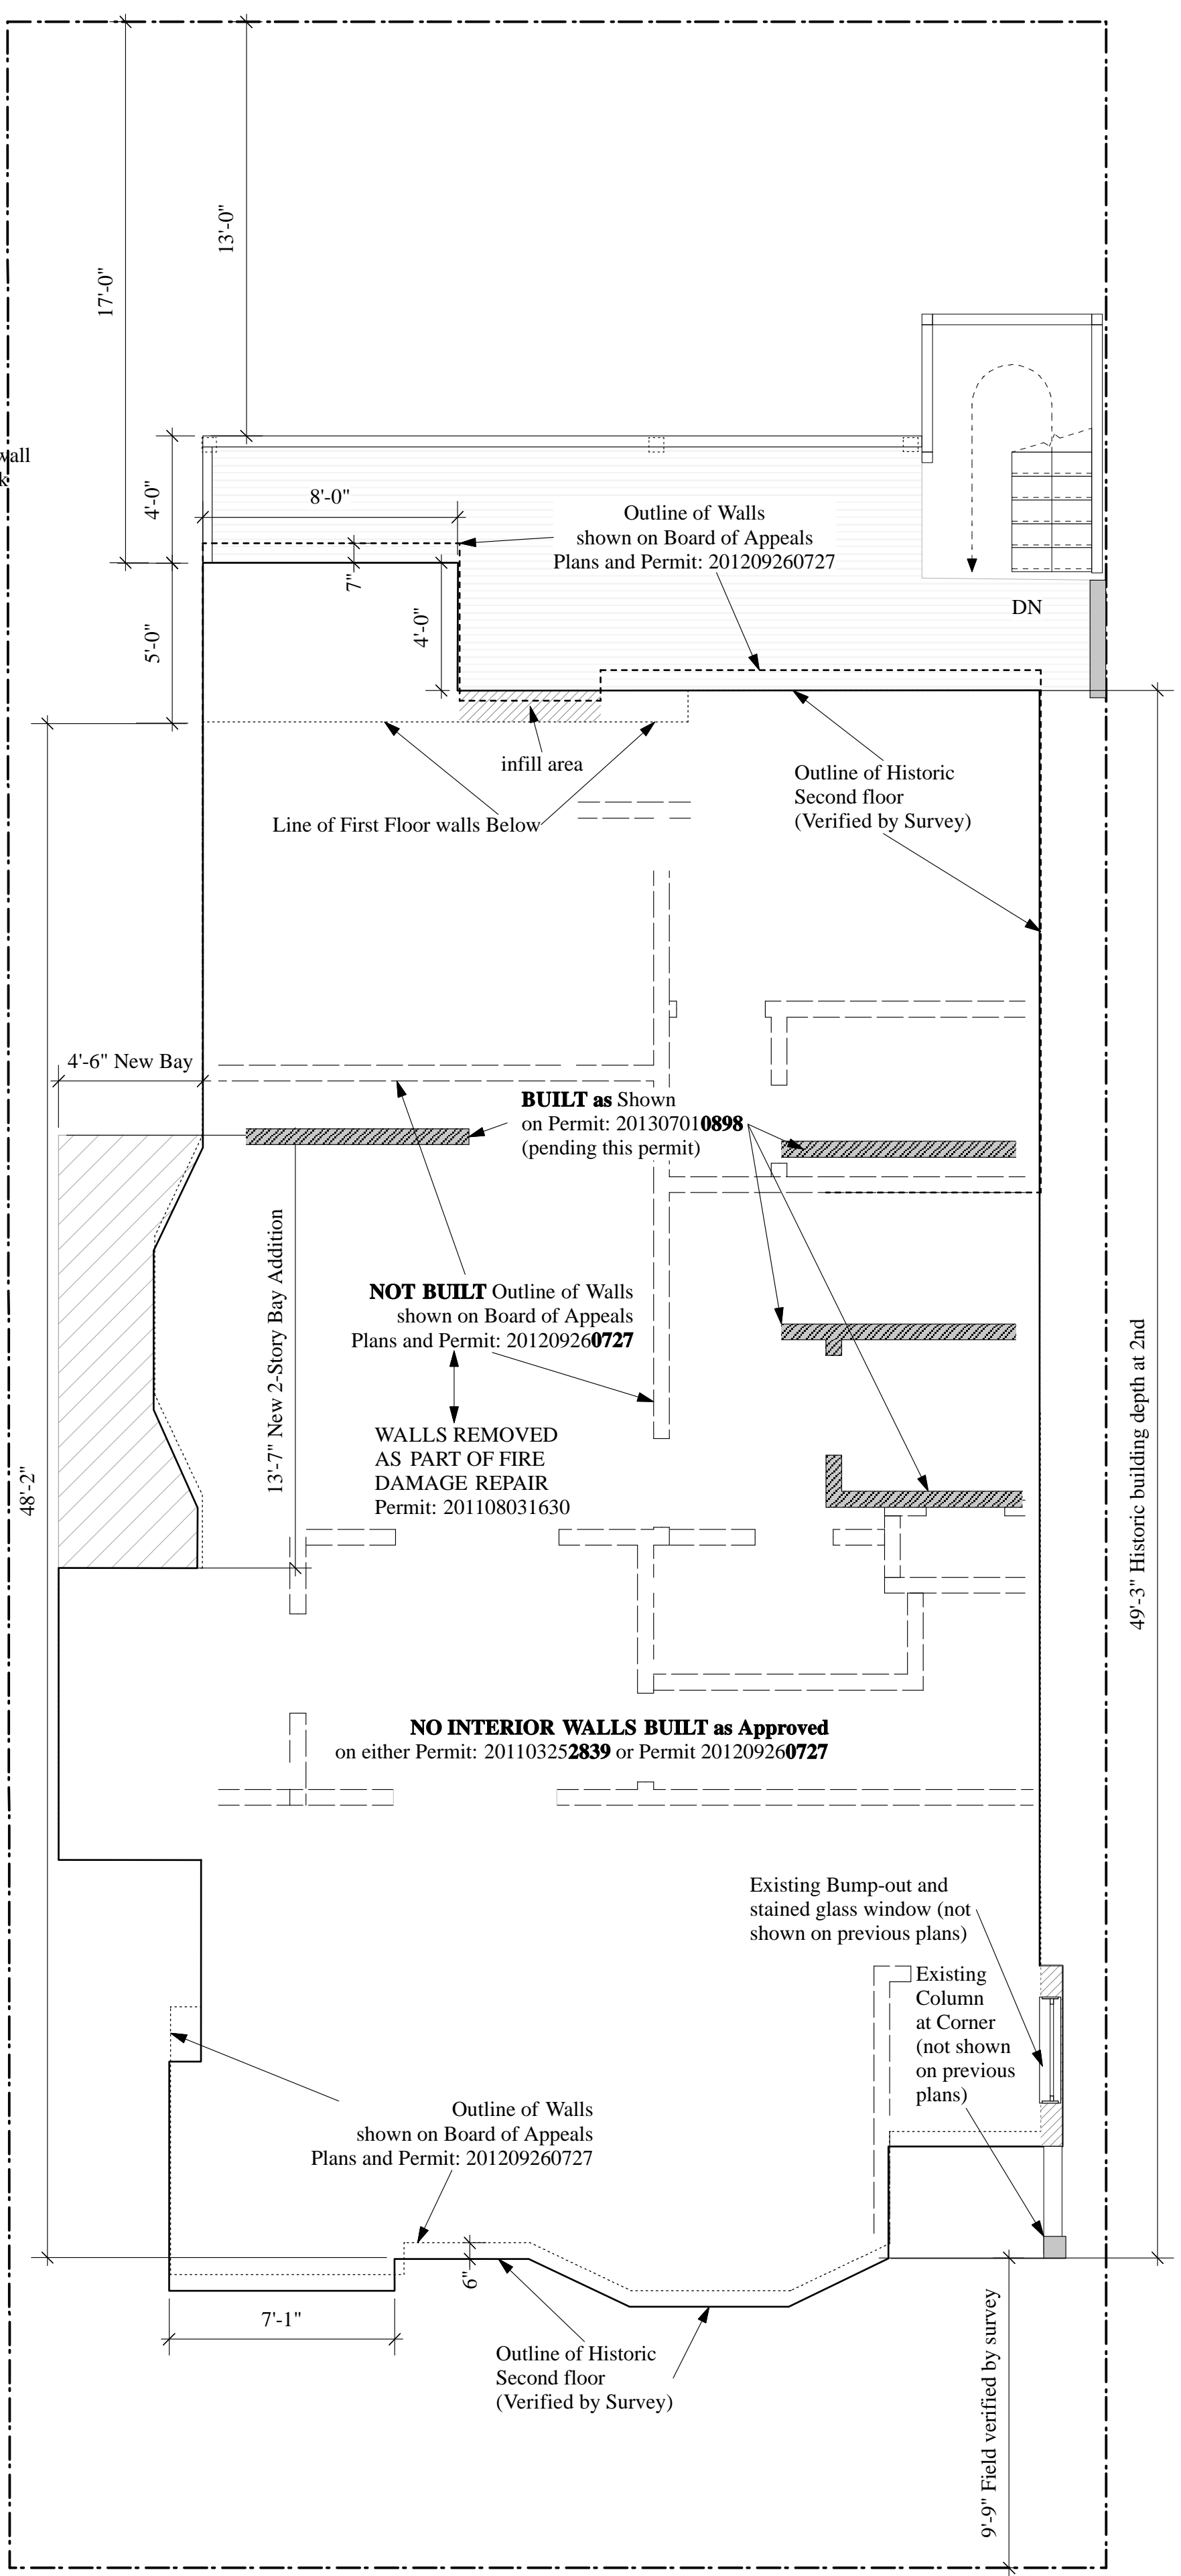 13'-0"
17'-0"
wall
k
4'-0"
8'-0"
Outline of Walls
shown on Board of Appeals
Plans and Permit: 201209260727
7"
DN
5'-0"
4'-0"
infill area
Outline of Historic
Second floor
(Verified by Survey)
Line of First Floor walls Below
4'-6" New Bay
BUILT as Shown
on Permit: 201307010898
(pending this permit)
13'-7" New 2-Story Bay Addition
NOT BUILT Outline of Walls
shown on Board of Appeals
Plans and Permit: 201209260727
WALLS REMOVED
AS PART OF FIRE
DAMAGE REPAIR
Permit: 201108031630
48'-2"
49'-3" Historic building depth at 2nd
NO INTERIOR WALLS BUILT as Approved
on either Permit: 201103252839 or Permit 201209260727
Existing Bump-out and
stained glass window (not
shown on previous plans)
Existing
Column
at Corner
(not shown
on previous
plans)
Outline of Walls
shown on Board of Appeals
Plans and Permit: 201209260727
6"
7'-1"
Outline of Historic
Second floor
(Verified by Survey)
9'-9" Field verified by survey